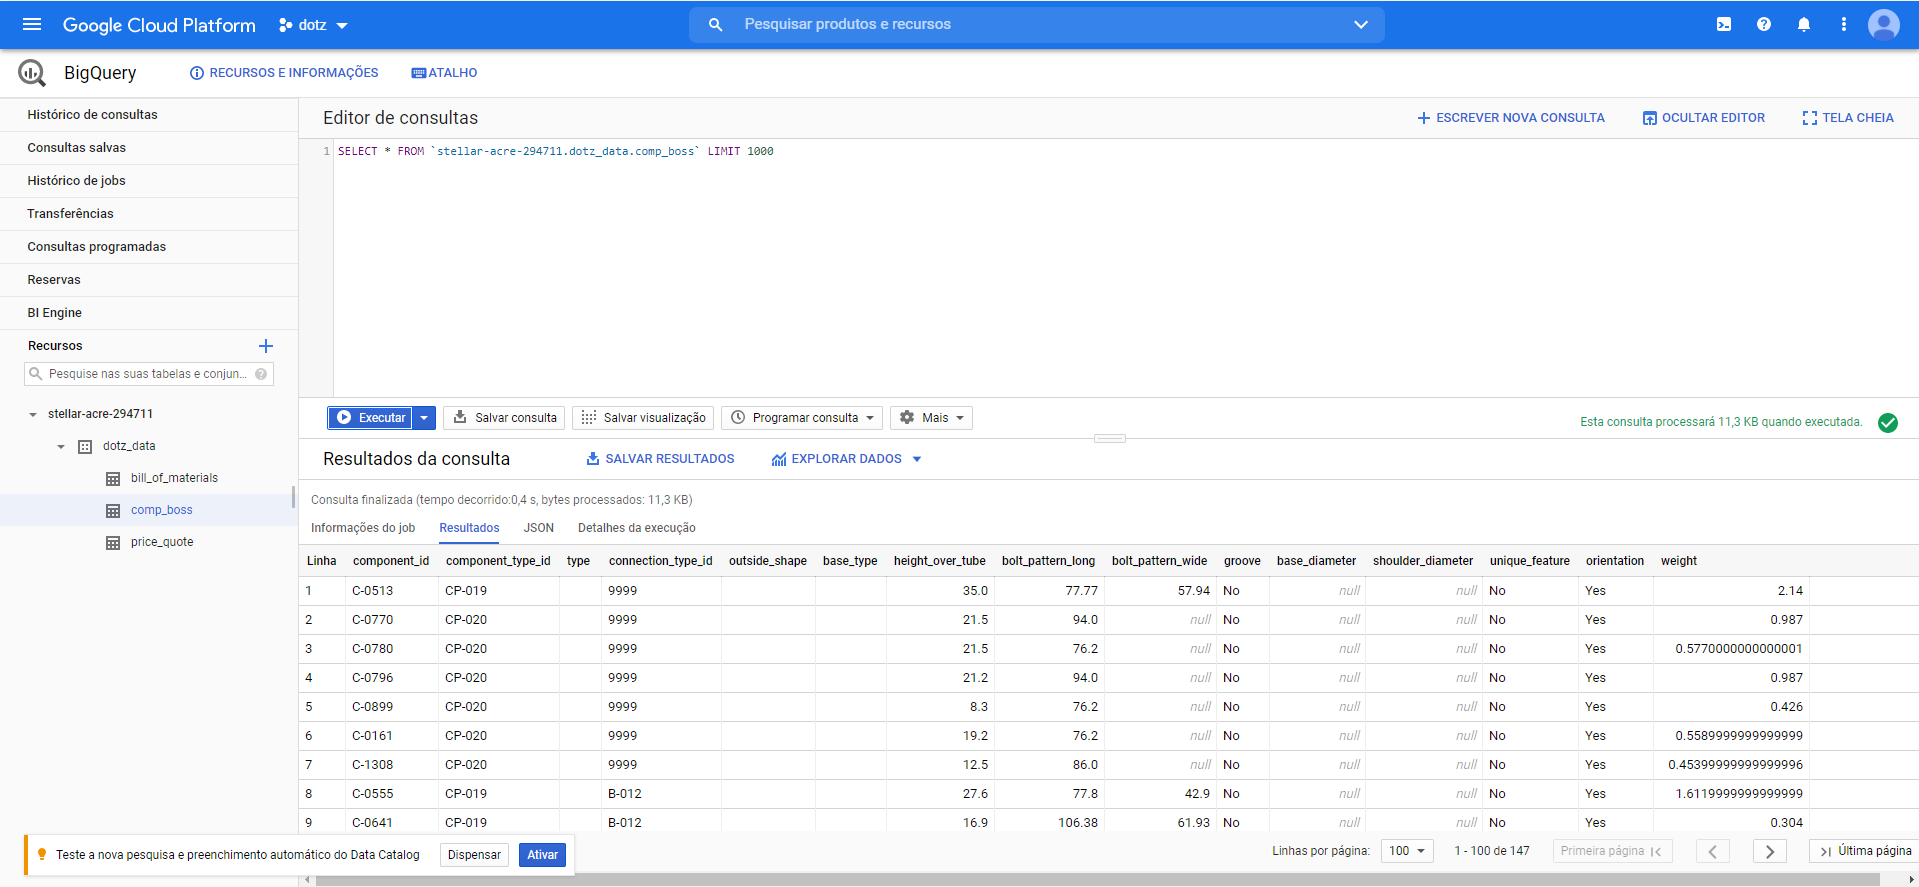 Google Cloud Platform dotz Pesquisar produtos e recursos
BigQuery RECURSOS E INFORMAÇÕES ATALHO
Histórico de consultas
Consultas salvas
Histórico de jobs
Transferências
Consultas programadas
Reservas
BI Engine
Recursos
Pesquise nas suas tabelas e conjun...
stellar-acre-294711
dotz_data
bill_of_materials
comp_boss
price_quote
Editor de consultas ESCREVER NOVA CONSULTA OCULTAR EDITOR TELA CHEIA
1 SELECT * FROM `stellar-acre-294711.dotz_data.comp_boss` LIMIT 1000
Executar Salvar consulta Salvar visualização Programar consulta Mais Esta consulta processará 11,3 KB quando executada.
Resultados da consulta SALVAR RESULTADOS EXPLORAR DADOS
Consulta finalizada (tempo decorrido:0,4 s, bytes processados: 11,3 KB)
Informações do job Resultados JSON Detalhes da execução
Linha component_id component_type_id type connection_type_id outside_shape base_type height_over_tube bolt_pattern_long bolt_pattern_wide groove base_diameter shoulder_diameter unique_feature orientation weight
1 C-0513 CP-019 9999 35.0 77.77 57.94 No null null No Yes 2.14
2 C-0770 CP-020 9999 21.5 94.0 null No null null No Yes 0.987
3 C-0780 CP-020 9999 21.5 76.2 null No null null No Yes 0.5770000000000001
4 C-0796 CP-020 9999 21.2 94.0 null No null null No Yes 0.987
5 C-0899 CP-020 9999 8.3 76.2 null No null null No Yes 0.426
6 C-0161 CP-020 9999 19.2 76.2 null No null null No Yes 0.5589999999999999
7 C-1308 CP-020 9999 12.5 86.0 null No null null No Yes 0.45399999999999996
8 C-0555 CP-019 B-012 27.6 77.8 42.9 No null null No Yes 1.6119999999999999
9 C-0641 CP-019 B-012 16.9 106.38 61.93 No null null No Yes 0.304
Teste a nova pesquisa e preenchimento automático do Data Catalog Dispensar Ativar
Linhas por página: 100 1 - 100 de 147 Primeira página Última página